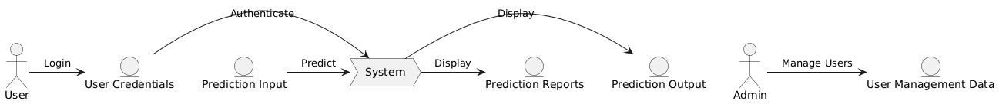 Authenticate
Display
Login
Predict
System
Display
Manage Users
User
User Credentials
Prediction Input
Prediction Reports
Prediction Output
Admin
User Management Data